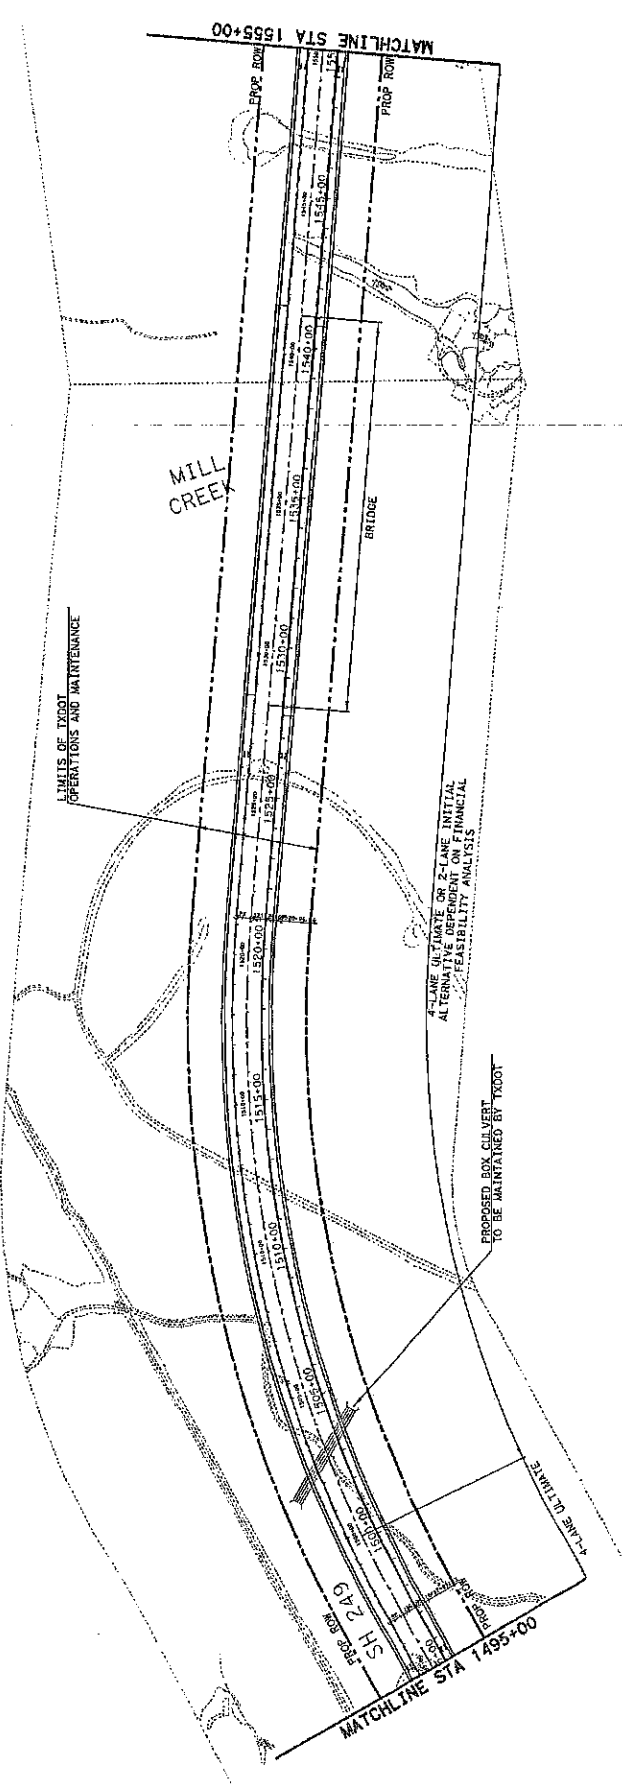 MATCHLINE STA 1555+00
PROP ROW
PROP ROW
1545+00
1540+00
MILL
CREEK
1535+00
BRIDGE
1530+00
LIMITS OF TXDOT
OPERATIONS AND MAINTENANCE
1525+00
4-LANE ULTIMATE OR 2-LANE INITIAL
ALTERNATIVE DEPENDENT ON FINANCIAL
FEASIBILITY ANALYSIS
1520+00
1515+00
PROPOSED BOX CULVERT
TO BE MAINTAINED BY TXDOT
1510+00
1505+00
1500+00
4-LANE ULTIMATE
SH 249
PROP ROW
PROP ROW
MATCHLINE STA 1495+00